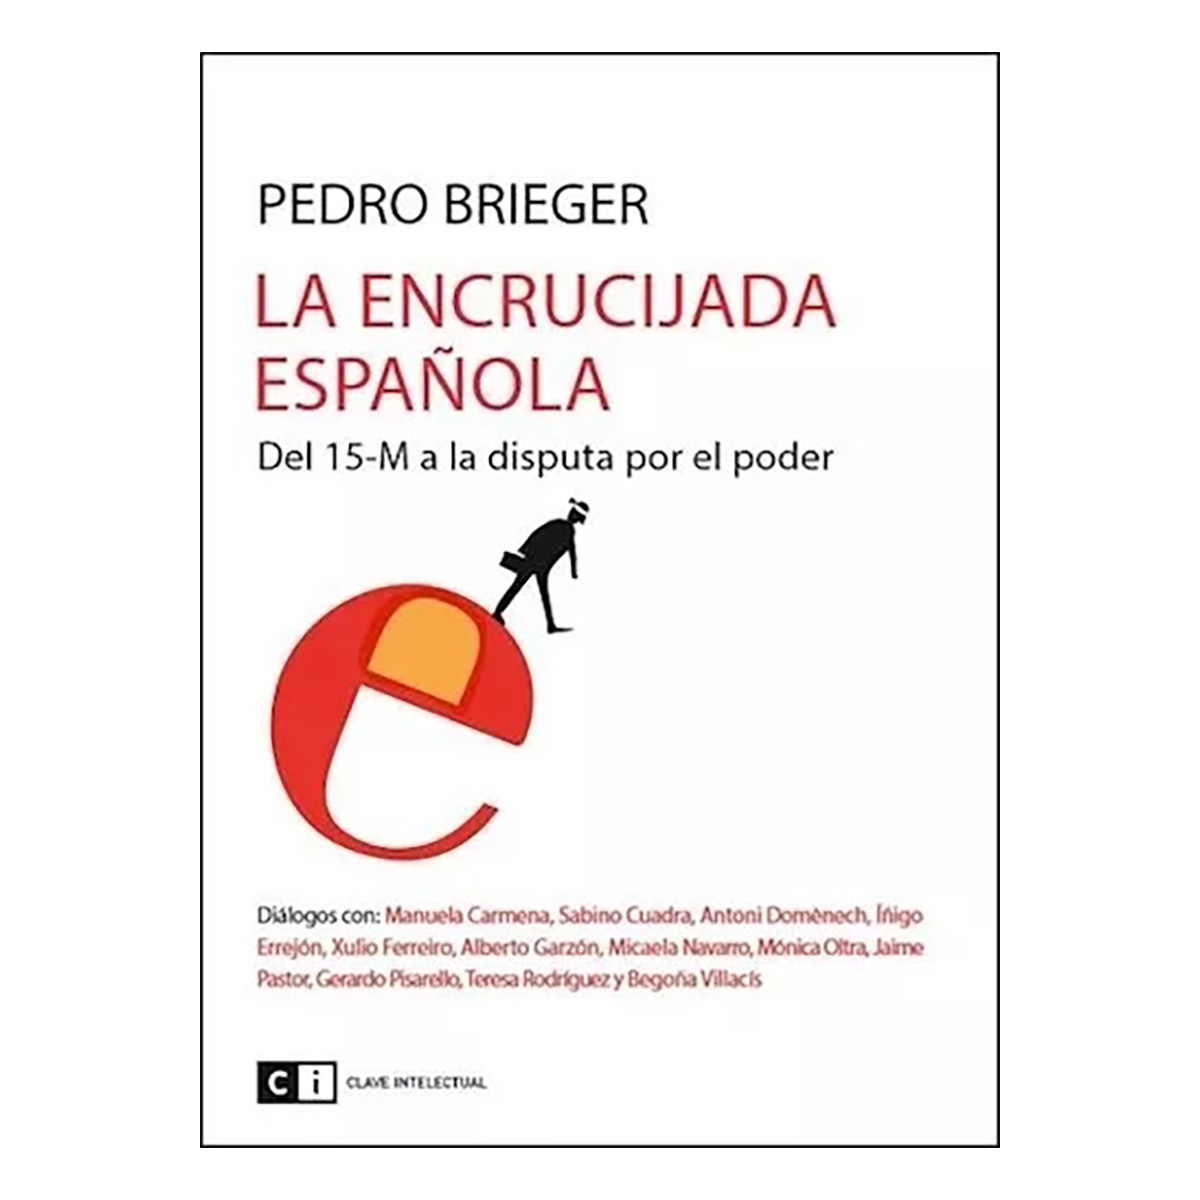 PEDRO BRIEGER
LA ENCRUCIJADA
ESPAÑOLA
Del 15-M a la disputa por el poder
e
Diálogos con: Manuela Carmena, Sabino Cuadra, Antoni Domènech, Íñigo
Errejón, Xulio Ferreiro, Alberto Garzón, Micaela Navarro, Mónica Oltra, Jaime
Pastor, Gerardo Pisarello, Teresa Rodríguez y Begoña Villacís
ci CLAVE INTELECTUAL